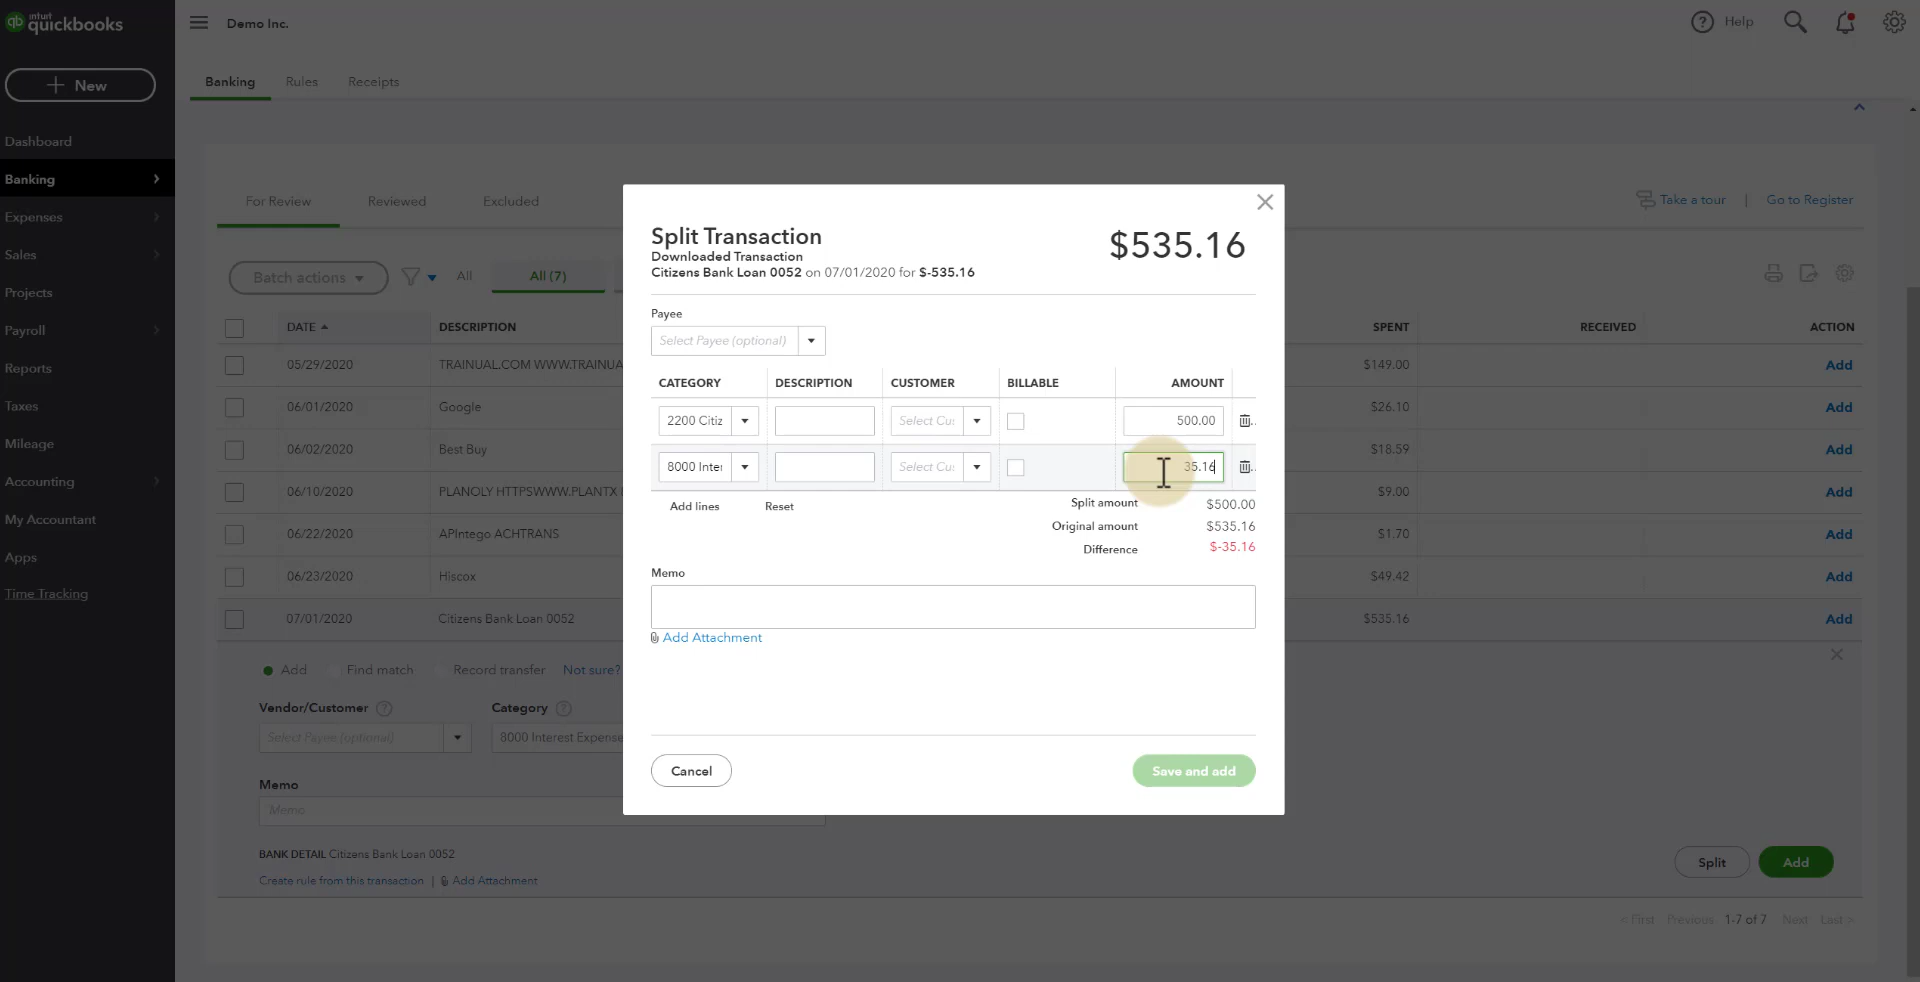 intuit
quickbooks
Demo Inc.
Help
New
Banking
Rules
Receipts
Dashboard
Banking
Expenses
Sales
Projects
Payroll
Reports
Taxes
Mileage
Accounting
My Accountant
Apps
Time Tracking
For Review
Reviewed
Excluded
Take a tour | Go to Register
Batch actions
All
All (7)
DATE
DESCRIPTION
SPENT
RECEIVED
ACTION
05/29/2020 TRAINUAL.COM WWW.TRAINUA $149.00 Add
06/01/2020 Google $26.10 Add
06/02/2020 Best Buy $18.59 Add
06/10/2020 PLANOLY HTTPSWWW.PLANTX $9.00 Add
06/22/2020 APIntego ACHTRANS $1.70 Add
06/23/2020 Hiscox $49.42 Add
07/01/2020 Citizens Bank Loan 0052 $535.16 Add
Add
Find match
Record transfer
Not sure?
Vendor/Customer
Category
Select Payee (optional)
8000 Interest Expense
Memo
Memo
BANK DETAIL Citizens Bank Loan 0052
Create rule from this transaction | Add Attachment
Split
Add
< First Previous 1-7 of 7 Next Last >
Split Transaction
$535.16
Downloaded Transaction
Citizens Bank Loan 0052 on 07/01/2020 for $-535.16
Payee
Select Payee (optional)
CATEGORY DESCRIPTION CUSTOMER BILLABLE AMOUNT
2200 Citiz Select Cu: 500.00
8000 Inte Select Cu: 35.16
Add lines
Reset
Split amount $500.00
Original amount $535.16
Difference $-35.16
Memo
Add Attachment
Cancel
Save and add